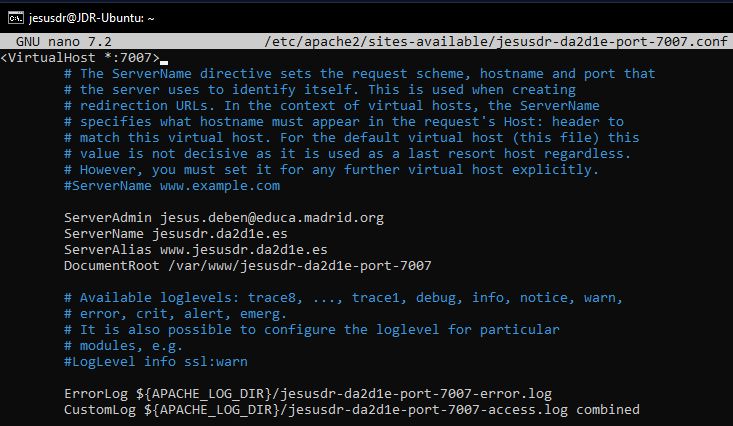 jesusdr@JDR-Ubuntu: ~
GNU nano 7.2 /etc/apache2/sites-available/jesusdr-da2d1e-port-7007.conf
<VirtualHost *:7007>
# The ServerName directive sets the request scheme, hostname and port that
# the server uses to identify itself. This is used when creating
# redirection URLs. In the context of virtual hosts, the ServerName
# specifies what hostname must appear in the request's Host: header to
# match this virtual host. For the default virtual host (this file) this
# value is not decisive as it is used as a last resort host regardless.
# However, you must set it for any further virtual host explicitly.
#ServerName www.example.com
ServerAdmin jesus.deben@educa.madrid.org
ServerName jesusdr.da2d1e.es
ServerAlias www.jesusdr.da2d1e.es
DocumentRoot /var/www/jesusdr-da2d1e-port-7007
# Available loglevels: trace8, ..., trace1, debug, info, notice, warn,
# error, crit, alert, emerg.
# It is also possible to configure the loglevel for particular
# modules, e.g.
#LogLevel info ssl:warn
ErrorLog ${APACHE_LOG_DIR}/jesusdr-da2d1e-port-7007-error.log
CustomLog ${APACHE_LOG_DIR}/jesusdr-da2d1e-port-7007-access.log combined